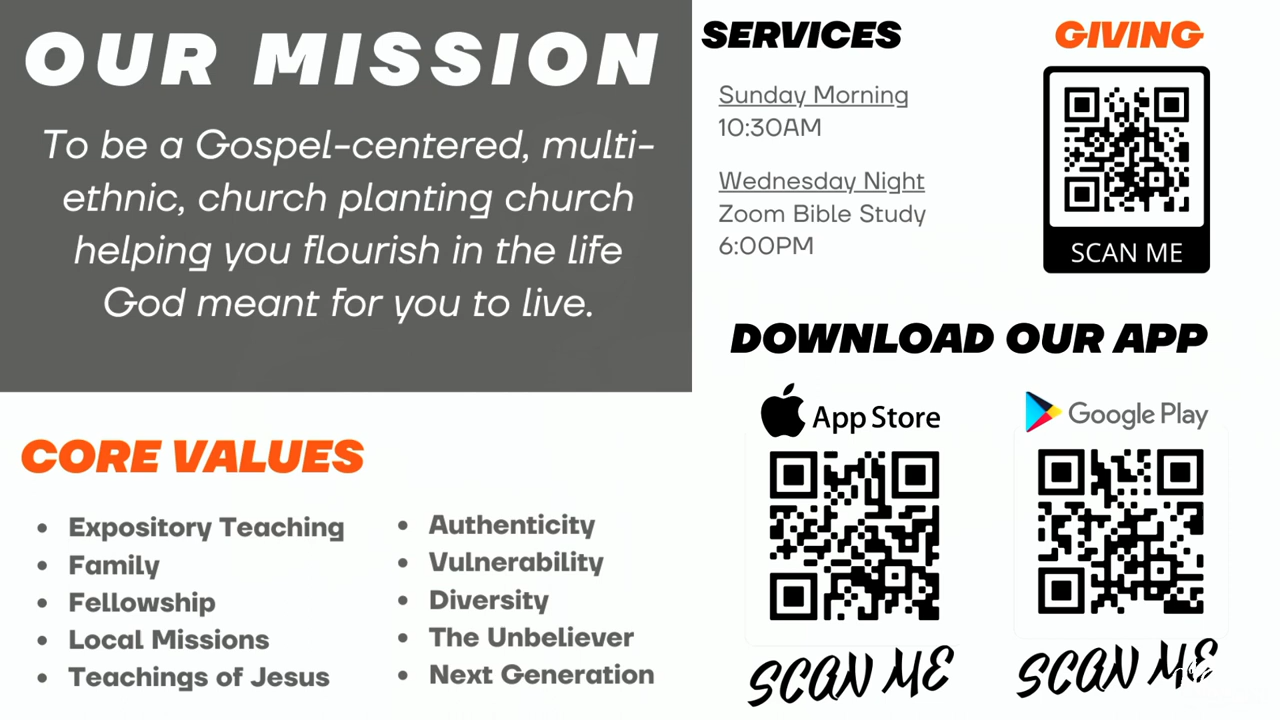 OUR MISSION
To be a Gospel-centered, multi-
ethnic, church planting church
helping you flourish in the life
God meant for you to live.
CORE VALUES
• Expository Teaching
• Family
• Fellowship
• Local Missions
• Teachings of Jesus
• Authenticity
• Vulnerability
• Diversity
• The Unbeliever
• Next Generation
SERVICES
Sunday Morning
10:30AM
Wednesday Night
Zoom Bible Study
6:00PM
GIVING
SCAN ME
DOWNLOAD OUR APP
App Store
Google Play
SCAN ME
SCAN ME